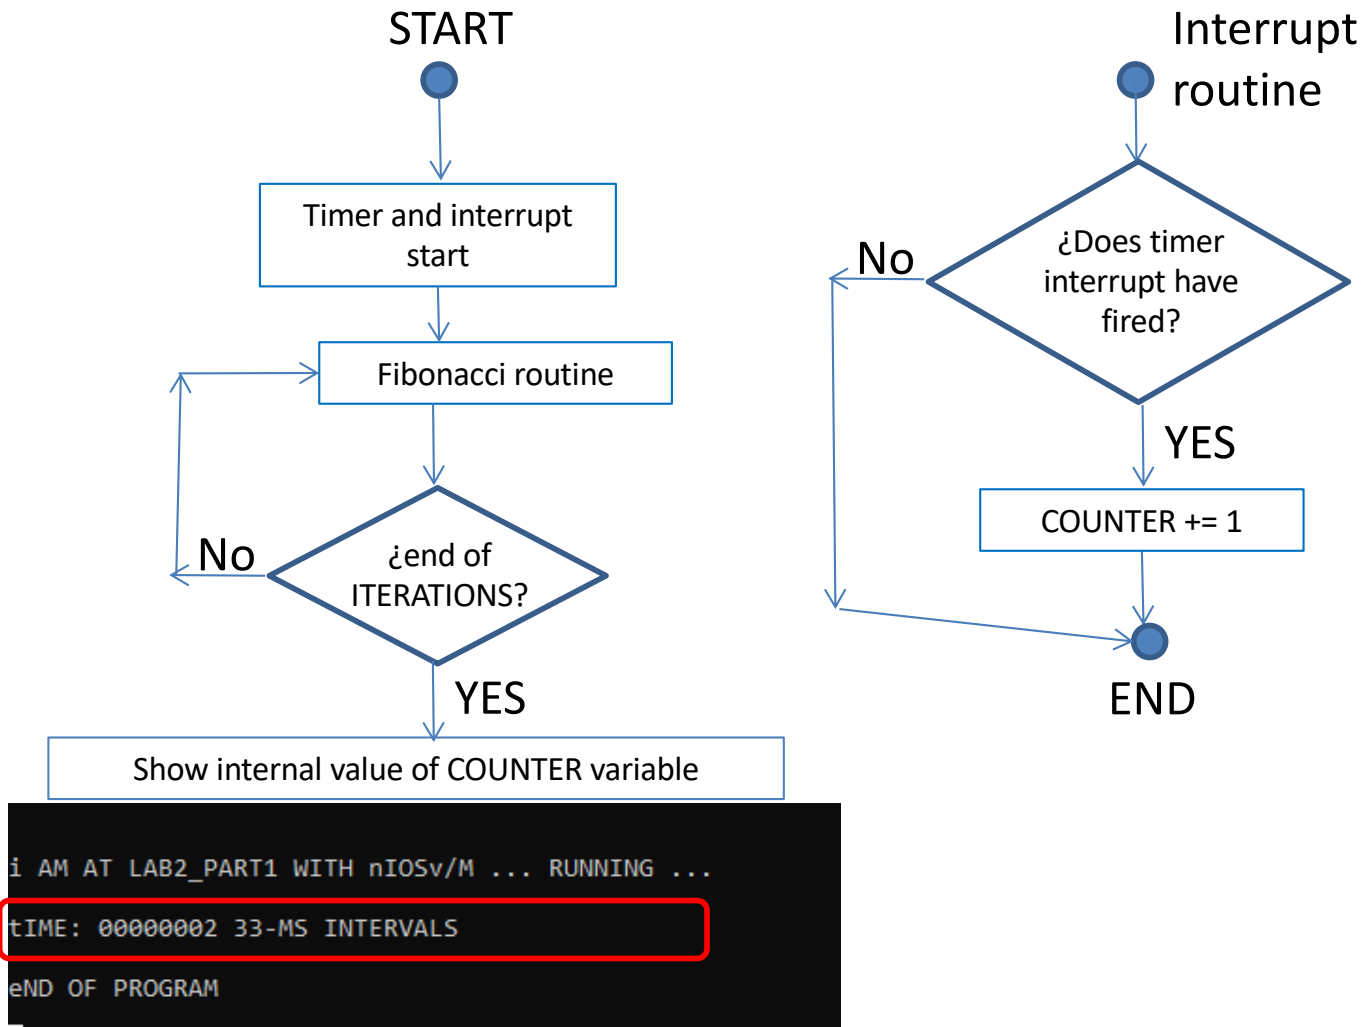 START
Timer and interrupt
start
Fibonacci routine
No
¿end of
ITERATIONS?
YES
Show internal value of COUNTER variable
i AM AT LAB2_PART1 WITH nIOSv/M ... RUNNING ...
tIME: 00000002 33-MS INTERVALS
eND OF PROGRAM
Interrupt
routine
¿Does timer
interrupt have
fired?
No
YES
COUNTER += 1
END